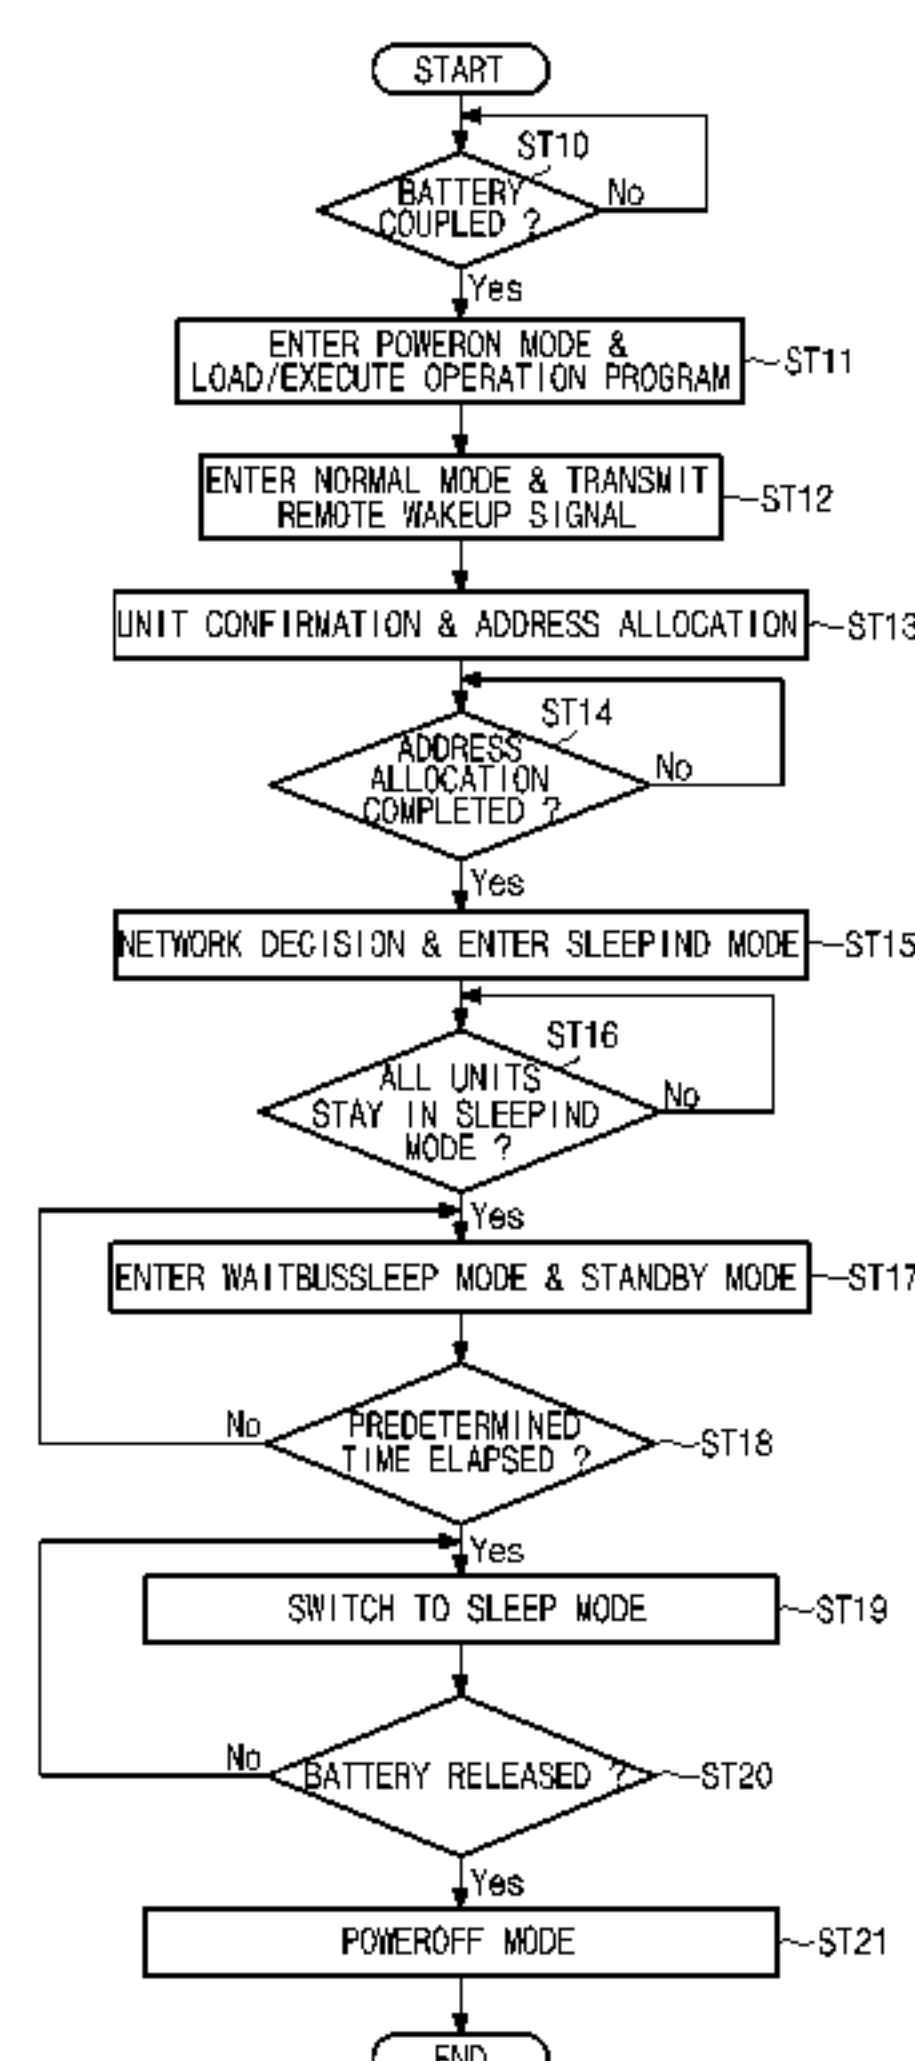 START
ST10
BATTERY
COUPLED ?
No
Yes
ENTER POWERON MODE &
LOAD/EXECUTE OPERATION PROGRAM
ST11
ENTER NORMAL MODE & TRANSMIT
REMOTE WAKEUP SIGNAL
ST12
UNIT CONFIRMATION & ADDRESS ALLOCATION
ST13
ST14
ADDRESS
ALLOCATION
COMPLETED ?
No
Yes
NETWORK DECISION & ENTER SLEEPIND MODE
ST15
ST16
ALL UNITS
STAY IN SLEEPIND
MODE ?
No
Yes
ENTER WAITBUSSLEEP MODE & STANDBY MODE
ST17
PREDETERMINED
TIME ELAPSED ?
No
ST18
Yes
SWITCH TO SLEEP MODE
ST19
No
BATTERY RELEASED ?
ST20
Yes
POWEROFF MODE
ST21
END